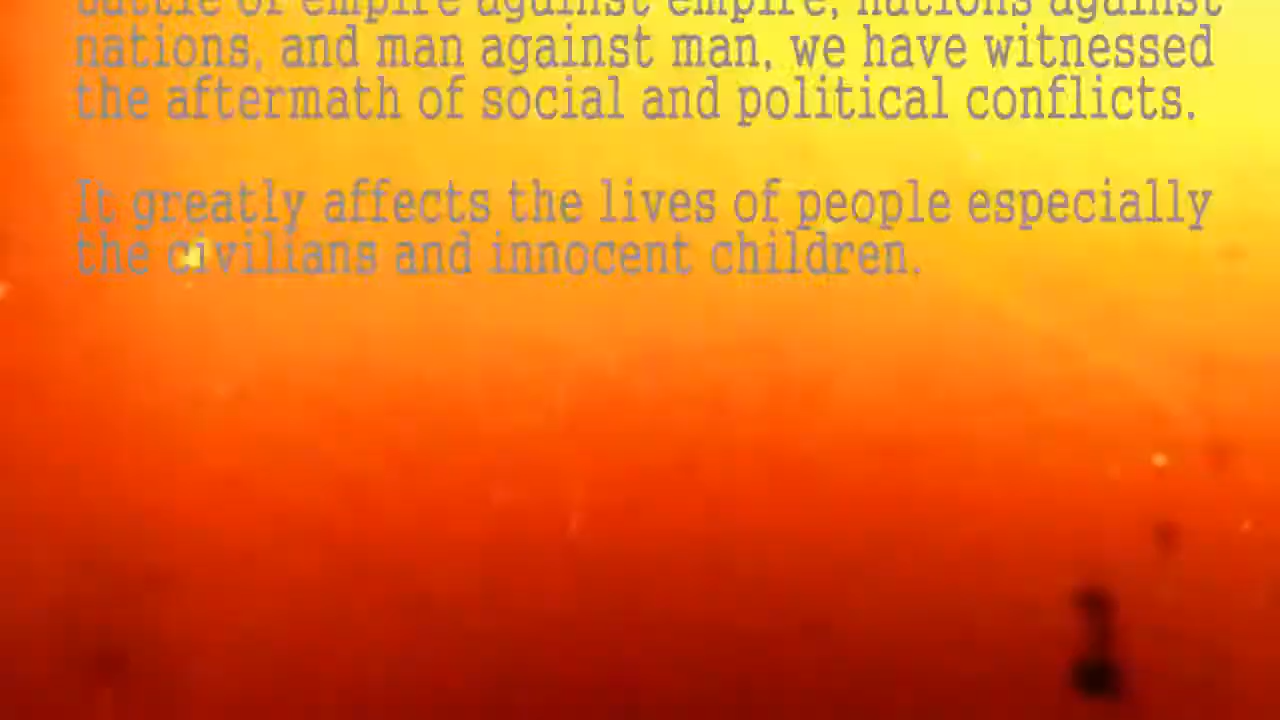 battle of empire against empire, nations against
nations, and man against man, we have witnessed
the aftermath of social and political conflicts.
It greatly affects the lives of people especially
the civilians and innocent children.